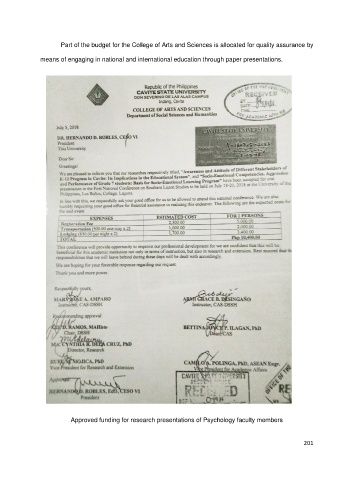 Part of the budget for the College of Arts and Sciences is allocated for quality assurance by
means of engaging in national and international education through paper presentations.
Republic of the Philippines
CAVITE STATE UNIVERSITY
DON SEVERINO DE LAS ALAS CAMPUS
Indang, Cavite
COLLEGE OF ARTS AND SCIENCES
Department of Social Sciences and Humanities
RECEIVED
July 5, 2018
DR. HERNANDO D. ROBLES, CESO VI
President
This University
Dear Sir:
Greetings!
We are pleased to inform you that our researches respectively titled, "Awareness and Attitude of Different Stakeholders of
K-12 Program in Cavite: Its Implications in the Educational System", and "Socio-Emotional Competencies, Aggression
and Performance of Grade 7 students: Basis for Socio-Emotional Learning Program" have been accepted for
presentation in the First National Conference on Southern Luzon Studies to be held on July 2018 at the University of the
Philippines, Los Baños College, Laguna.
In line with this, we respectfully ask your good office for us to be allowed to attend this national conference. We are also
humbly requesting your good office for financial assistance in realizing this endeavor. The following are the expected costs for
the said event:
EXPENSES ESTIMATED COST FOR 2 PERSONS
Registration Fee 2,500.00 5,000.00
Transportation (500.00 one way x 2) 1,000.00 2,000.00
Lodging (850.00 per night x 2) 1,700.00 3,400.00
TOTAL Php 10,400.00
This conference will provide opportunity to improve our professional development for we are confident that this will be
beneficial for this academic institution not only in terms of instruction, but also in research and extension. Rest assured that the
responsibilities that we will leave behind during these days will be dealt with accordingly.
We are hoping for your favorable response regarding our request.
Thank you and more power.
Respectfully yours,
MARY ROSE A. AMPARO ARMI GRACE B. DESINGAÑO
Instructor, CAS-DSSH Instructor, CAS-DSSH
Recommending approval:
D. RAMOS, MAHist BETTINA JOYCE P. ILAGAN, PhD
Chair, DSSH Dean, CAS
MA. CYNTHIA R. DELA CRUZ, PhD
Director, Research
NOJICA, PhD CAMILO A. POLINGA, PhD, ASEAN Engr.
Vice President for Research and Extension Vice President for Academic Affairs
Approved:
HERNANDO D. ROBLES, EdD, CESO VI
President
Approved funding for research presentations of Psychology faculty members
201